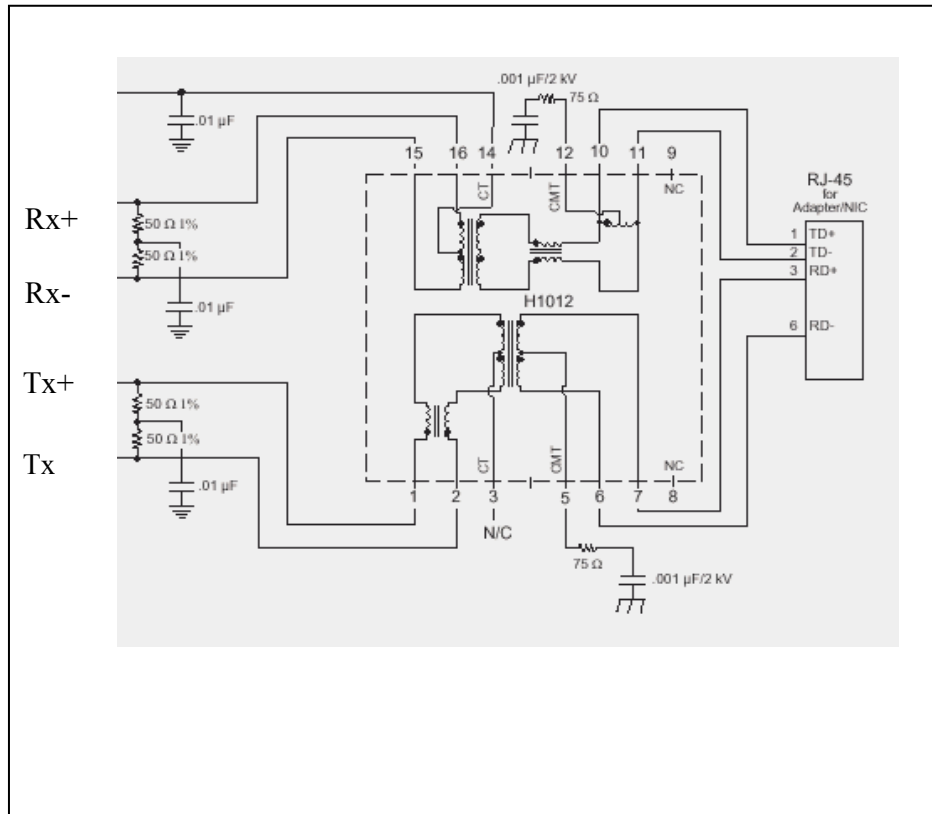 .001 µF/2 kV
75 Ω
.01 µF
15 16 14 12 10 11 9
CT
CMT
NC
RJ-45
for
Adapter/NIC
Rx+
50 Ω 1%
50 Ω 1%
Rx-
.01 µF
1 TD+
2 TD-
3 RD+
6 RD-
H1012
Tx+
50 Ω 1%
50 Ω 1%
Tx
.01 µF
CT
CMT
NC
1 2 3 5 6 7 8
N/C
75 Ω
.001 µF/2 kV